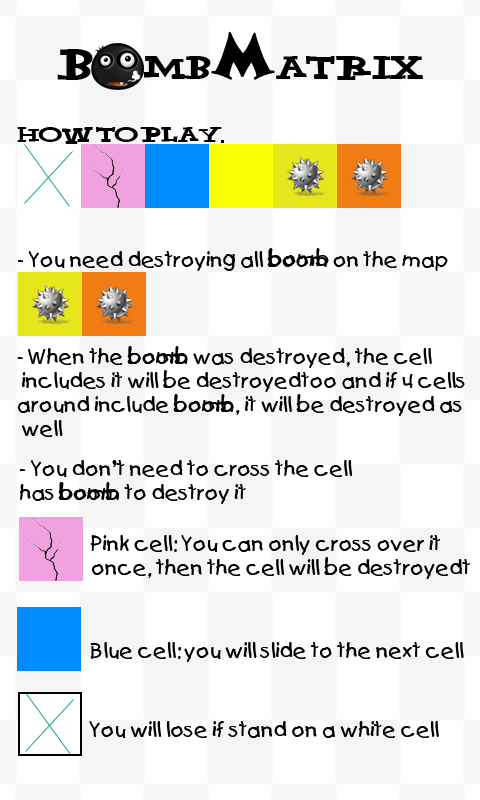 BOMBMATRIX
HOW TO PLAY.
- You need destroying all bomb on the map
- When the bomb was destroyed, the cell
includes it will be destroyedtoo and if 4 cells
around include bomb, it will be destroyed as
well
- You don't need to cross the cell
has bomb to destroy it
Pink cell: You can only cross over it
once, then the cell will be destroyedt
Blue cell: you will slide to the next cell
You will lose if stand on a white cell